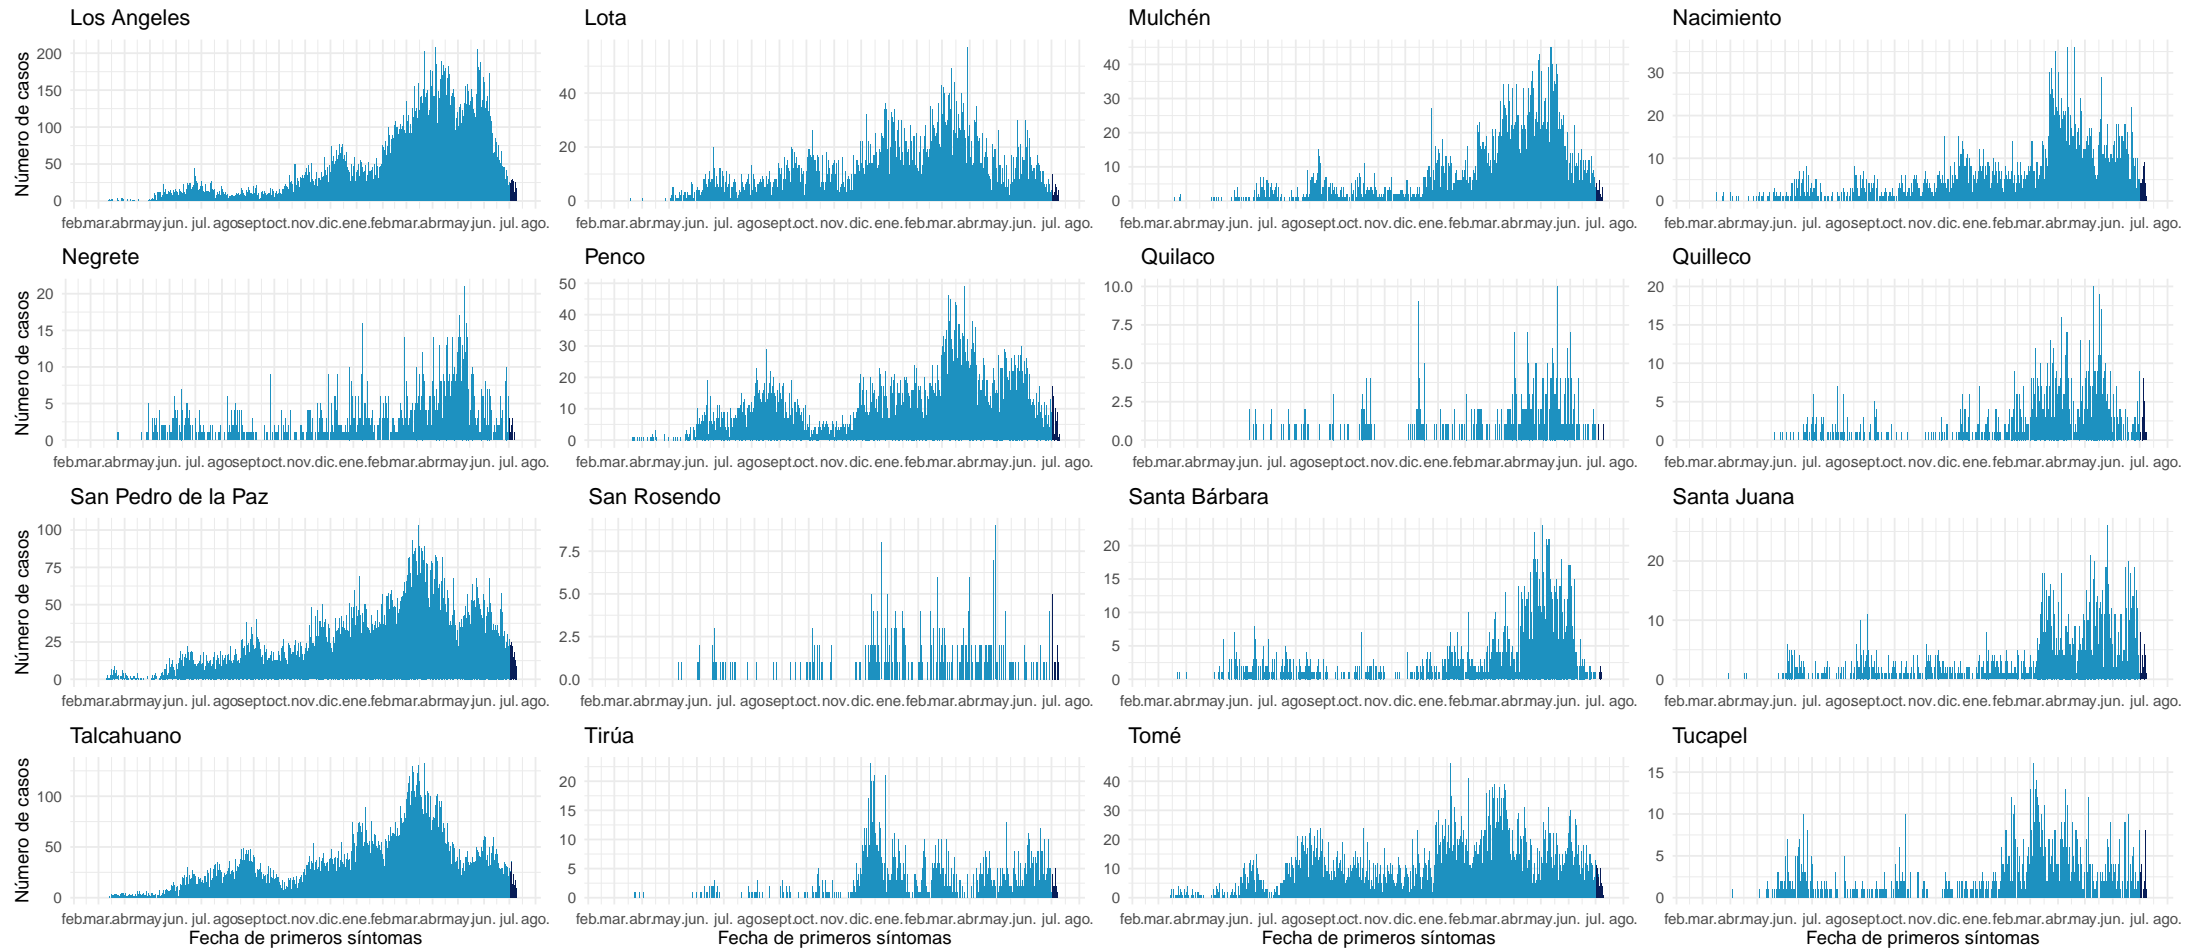 Los Angeles
Lota
Mulchén
Nacimiento
Número de casos
200
150
100
50
0
40
20
0
40
30
20
10
0
30
20
10
0
feb.mar.abr.may.jun. jul. ago.sept.oct. nov. dic. ene. feb.mar.abr.may.jun. jul. ago.
feb.mar.abr.may.jun. jul. ago.sept.oct. nov. dic. ene. feb.mar.abr.may.jun. jul. ago.
feb.mar.abr.may.jun. jul. ago.sept.oct. nov. dic. ene. feb.mar.abr.may.jun. jul. ago.
feb.mar.abr.may.jun. jul. ago.sept.oct. nov. dic. ene. feb.mar.abr.may.jun. jul. ago.
Negrete
Penco
Quilaco
Quilleco
Número de casos
20
15
10
5
0
50
40
30
20
10
0
10.0
7.5
5.0
2.5
0.0
20
15
10
5
0
feb.mar.abr.may.jun. jul. ago.sept.oct. nov. dic. ene. feb.mar.abr.may.jun. jul. ago.
feb.mar.abr.may.jun. jul. ago.sept.oct. nov. dic. ene. feb.mar.abr.may.jun. jul. ago.
feb.mar.abr.may.jun. jul. ago.sept.oct. nov. dic. ene. feb.mar.abr.may.jun. jul. ago.
feb.mar.abr.may.jun. jul. ago.sept.oct. nov. dic. ene. feb.mar.abr.may.jun. jul. ago.
San Pedro de la Paz
San Rosendo
Santa Bárbara
Santa Juana
Número de casos
100
75
50
25
0
7.5
5.0
2.5
0.0
20
15
10
5
0
20
10
0
feb.mar.abr.may.jun. jul. ago.sept.oct. nov. dic. ene. feb.mar.abr.may.jun. jul. ago.
feb.mar.abr.may.jun. jul. ago.sept.oct. nov. dic. ene. feb.mar.abr.may.jun. jul. ago.
feb.mar.abr.may.jun. jul. ago.sept.oct. nov. dic. ene. feb.mar.abr.may.jun. jul. ago.
feb.mar.abr.may.jun. jul. ago.sept.oct. nov. dic. ene. feb.mar.abr.may.jun. jul. ago.
Talcahuano
Tirúa
Tomé
Tucapel
Número de casos
100
50
0
20
15
10
5
0
40
30
20
10
0
15
10
5
0
feb.mar.abr.may.jun. jul. ago.sept.oct. nov. dic. ene. feb.mar.abr.may.jun. jul. ago.
feb.mar.abr.may.jun. jul. ago.sept.oct. nov. dic. ene. feb.mar.abr.may.jun. jul. ago.
feb.mar.abr.may.jun. jul. ago.sept.oct. nov. dic. ene. feb.mar.abr.may.jun. jul. ago.
feb.mar.abr.may.jun. jul. ago.sept.oct. nov. dic. ene. feb.mar.abr.may.jun. jul. ago.
Fecha de primeros síntomas
Fecha de primeros síntomas
Fecha de primeros síntomas
Fecha de primeros síntomas